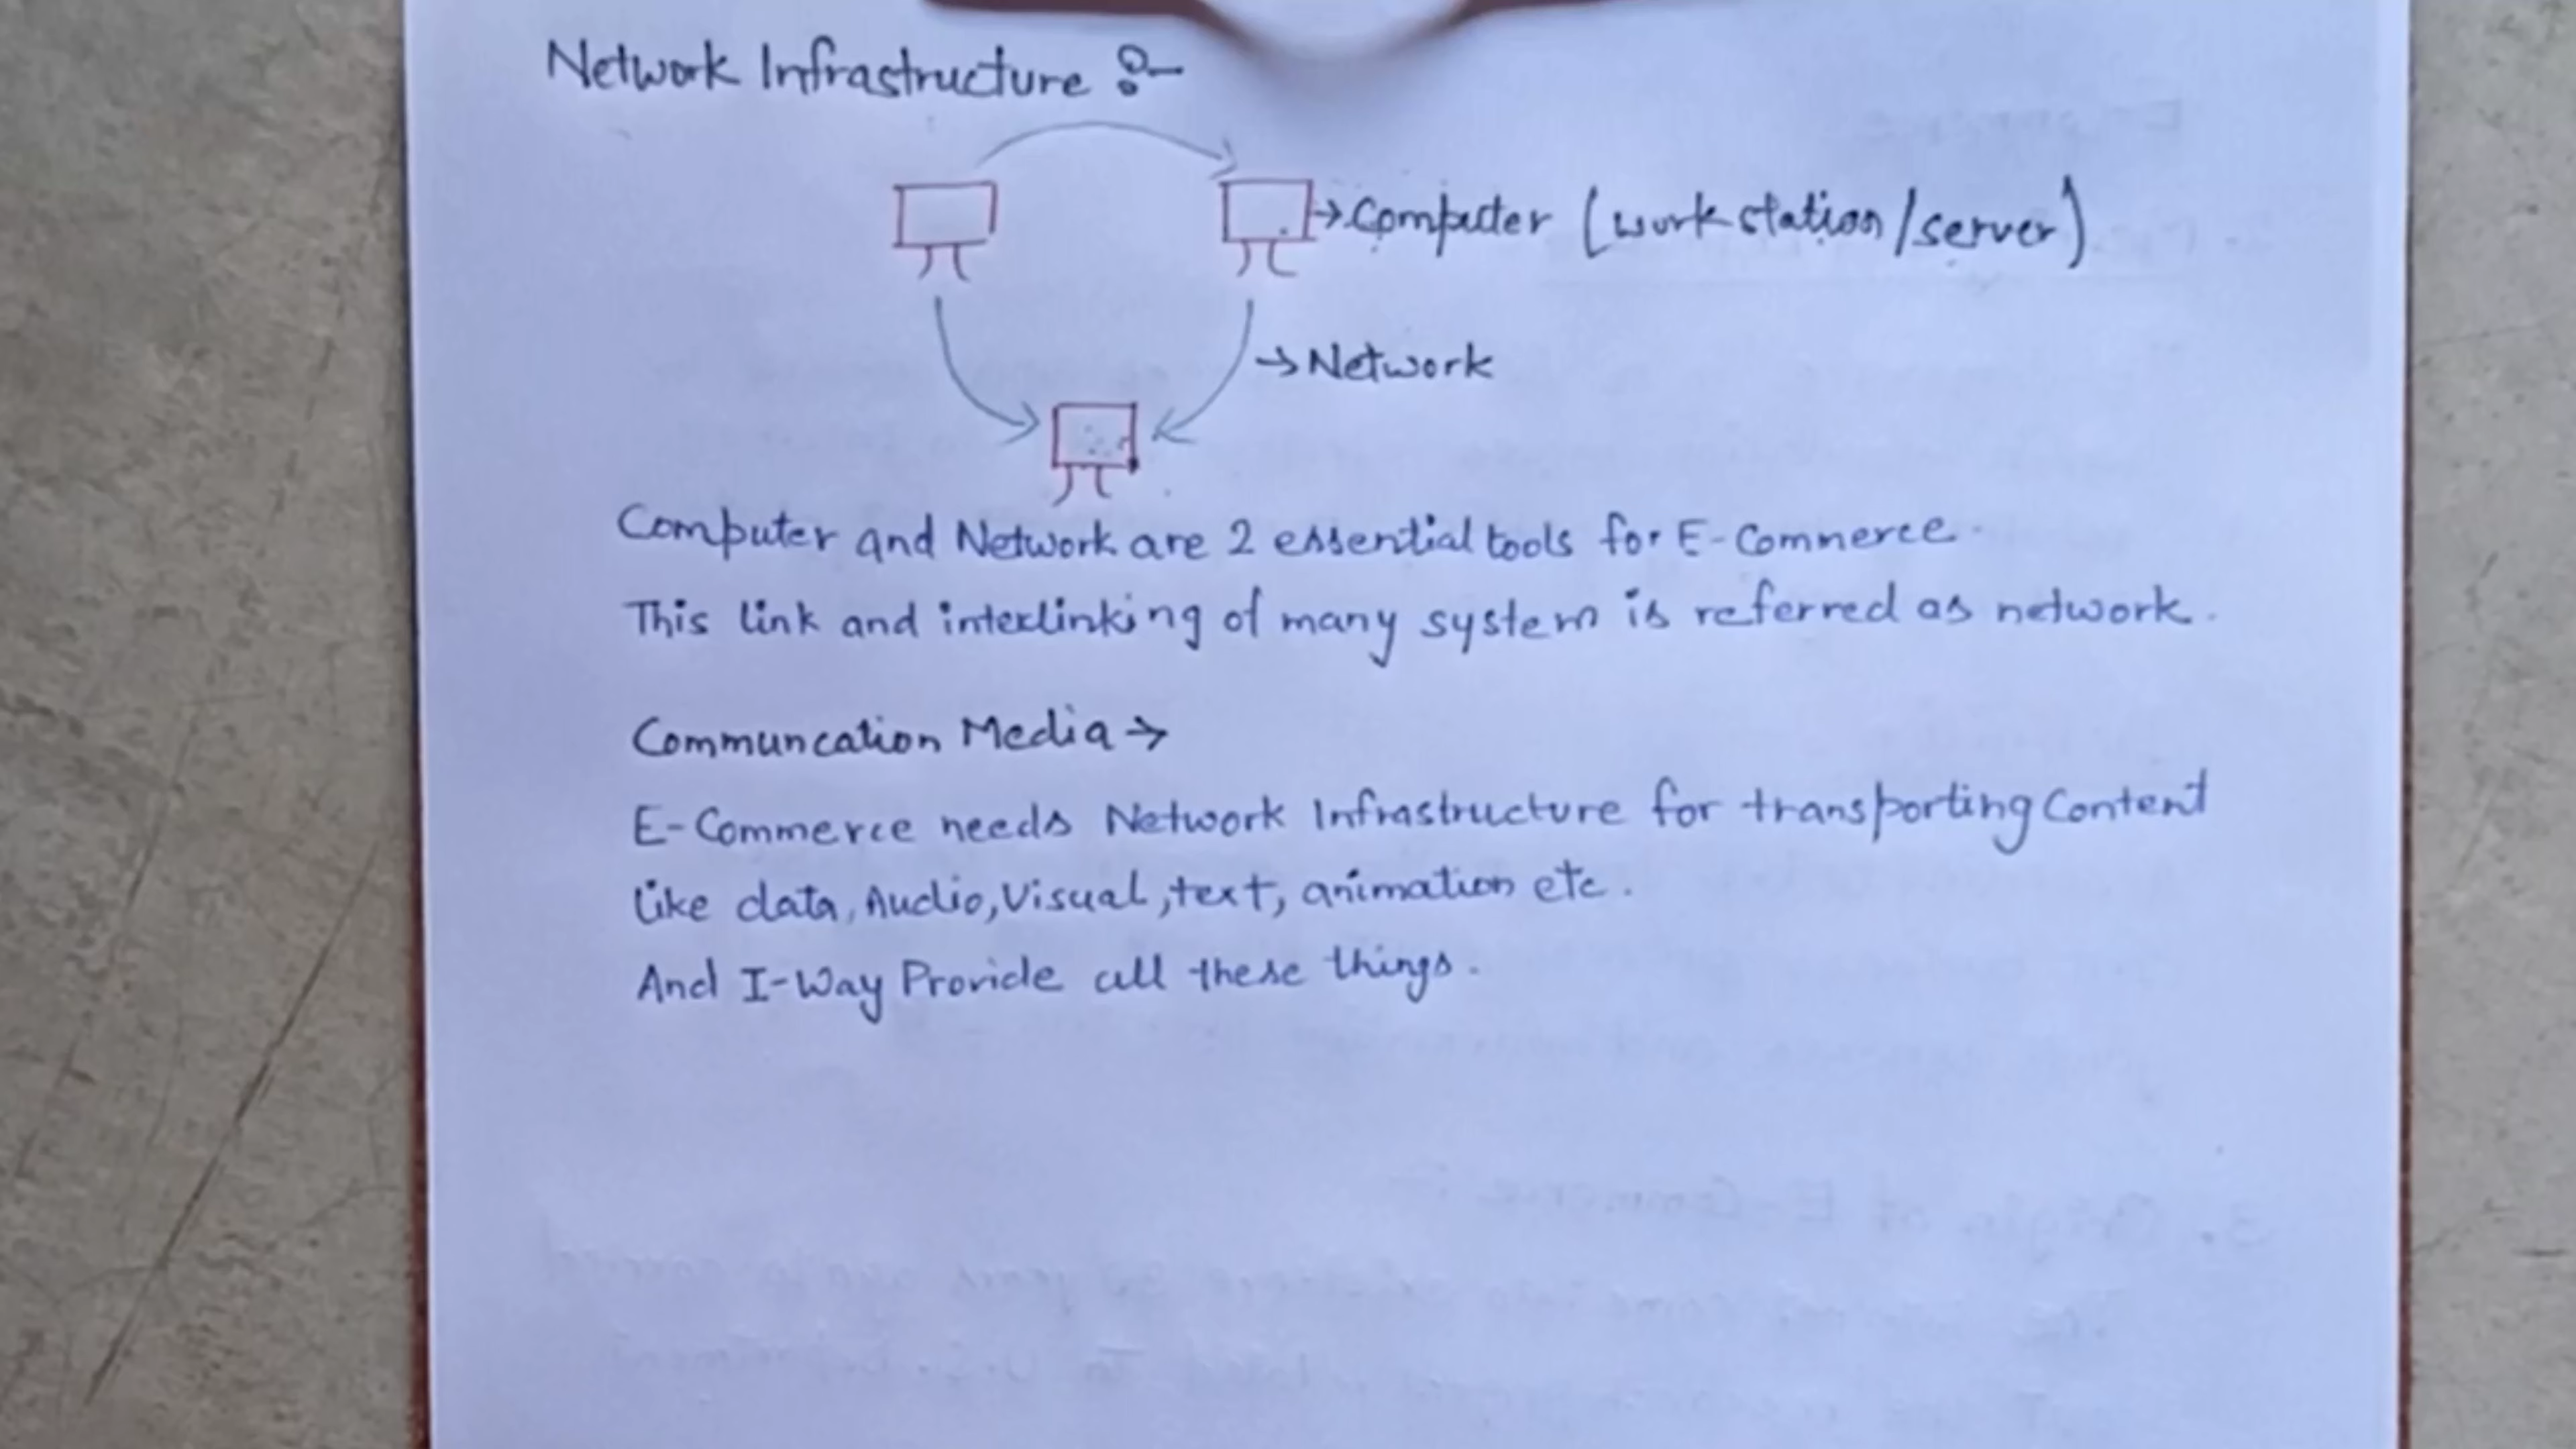 Network Infrastructure :-
→Computer (workstation/server)
→Network
Computer and Network are 2 essential tools for E-Commerce.
This link and interlinking of many system is referred as network.
Communcation Media →
E-Commerce needs Network Infrastructure for transporting Content
like data, Audio, Visual, text, animation etc.
And I-Way Provide all these things.